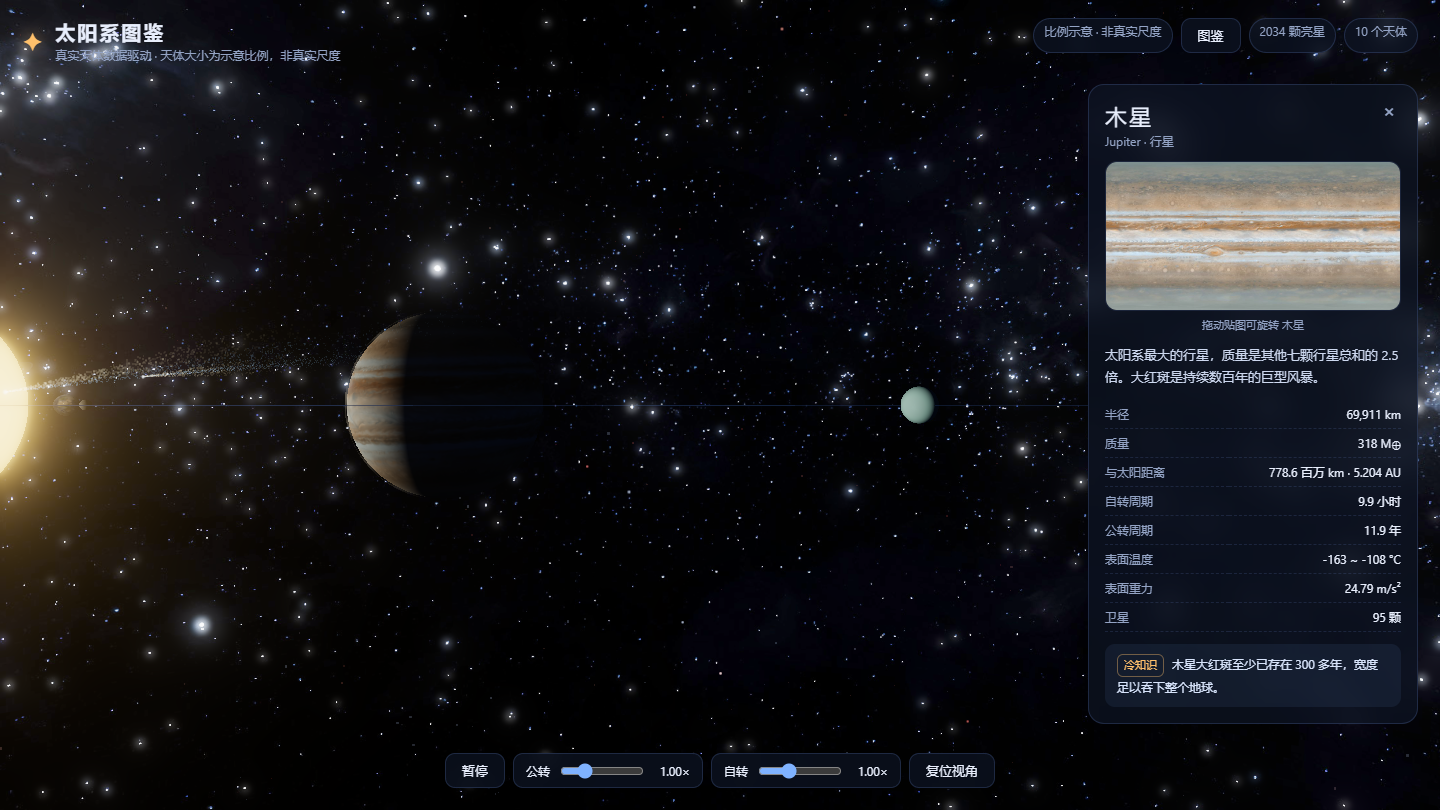 太阳系图鉴
真实天体数据驱动 · 天体大小为示意比例，非真实尺度
比例示意 · 非真实尺度
图鉴
2034 颗亮星
10 个天体
木星
×
Jupiter · 行星
拖动贴图可旋转 木星
太阳系最大的行星，质量是其他七颗行星总和的 2.5
倍。大红斑是持续数百年的巨型风暴。
半径 69,911 km
质量 318 M⊕
与太阳距离 778.6 百万 km · 5.204 AU
自转周期 9.9 小时
公转周期 11.9 年
表面温度 -163 ~ -108 °C
表面重力 24.79 m/s²
卫星 95 颗
冷知识 木星大红斑至少已存在 300 多年，宽度
足以吞下整个地球。
暂停
公转 1.00×
自转 1.00×
复位视角